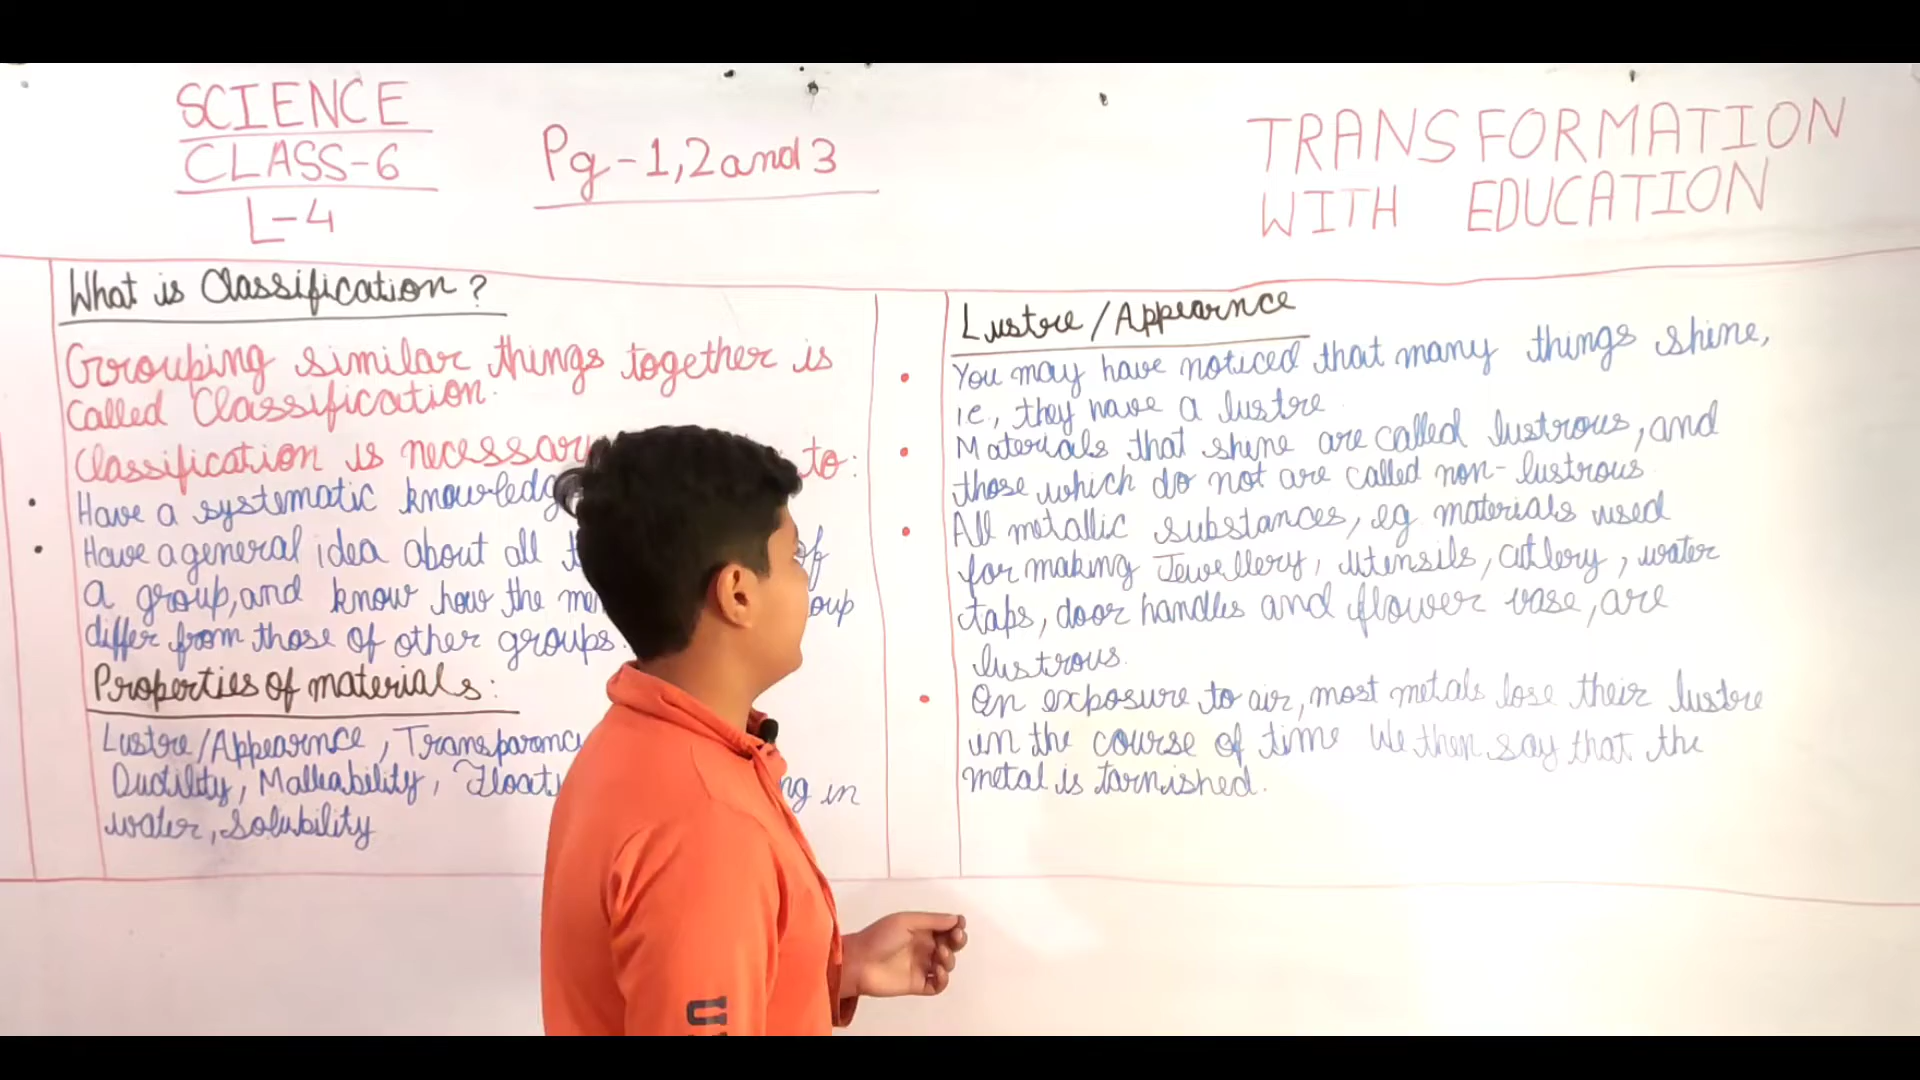 SCIENCE
CLASS-6
L-4
Pg-1,2 and 3
TRANSFORMATION
WITH EDUCATION
What is Classification?
Grouping similar things together is
called Classification.
Classification is necessary to:
Have a systematic
Have a general idea about all of
a group, and know how the
differ from those of other groups.
Properties of materials:
Lustre/Appearnce,
Ductility, Malleability, in
water, Solubility
Lustre/Appearnce
You may have noticed that many things shine,
ie., they have a lustre
Materials that shine are called lustrous, and
those which do not are called non-lustrous
All metallic substances, eg materials used
for making Jewellery, utensils, cutlery, water
taps, door handles and flower vase, are
lustrous.
On exposure to air, most metals lose their lustre
in the course of time We then say that the
metal is tarnished.